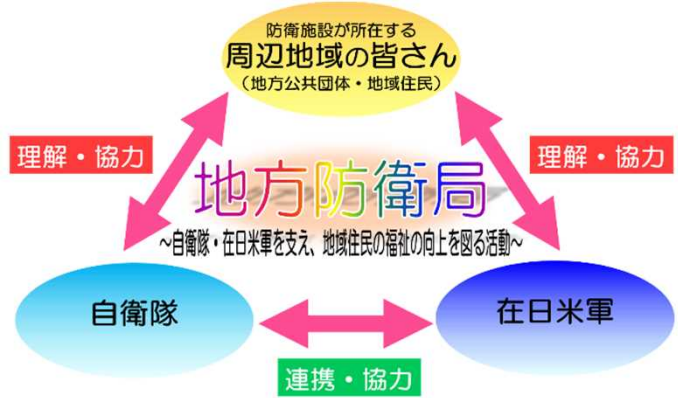 防衛施設が所在する
周辺地域の皆さん
（地方公共団体・地域住民）
理解・協力
理解・協力
地方防衛局
～自衛隊・在日米軍を支え、地域住民の福祉の向上を図る活動～
自衛隊
在日米軍
連携・協力